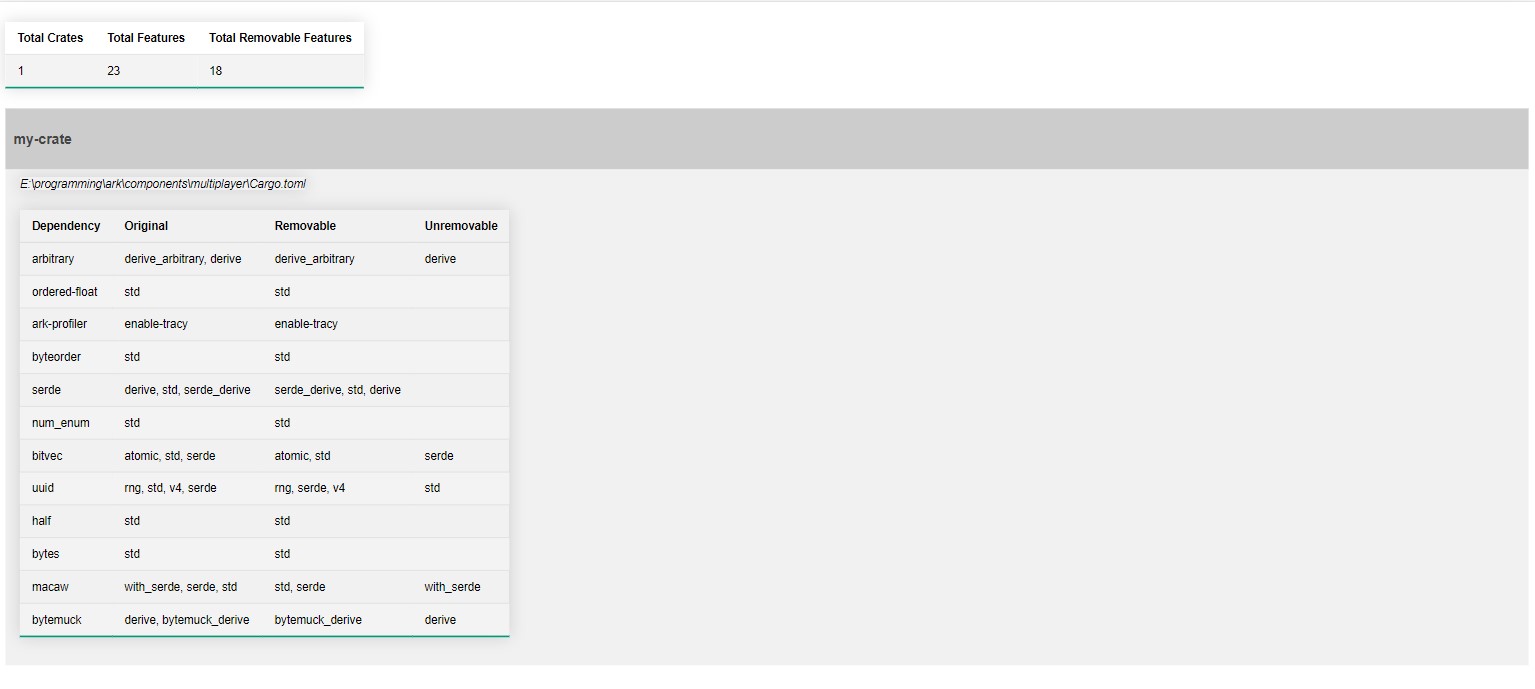 Total Crates Total Features Total Removable Features
1 23 18
my-crate
E:\programming\ark\components\multiplayer\Cargo.toml
Dependency Original Removable Unremovable
arbitrary derive_arbitrary, derive derive_arbitrary derive
ordered-float std std
ark-profiler enable-tracy enable-tracy
byteorder std std
serde derive, std, serde_derive serde_derive, std, derive
num_enum std std
bitvec atomic, std, serde atomic, std serde
uuid rng, std, v4, serde rng, serde, v4 std
half std std
bytes std std
macaw with_serde, serde, std std, serde with_serde
bytemuck derive, bytemuck_derive bytemuck_derive derive